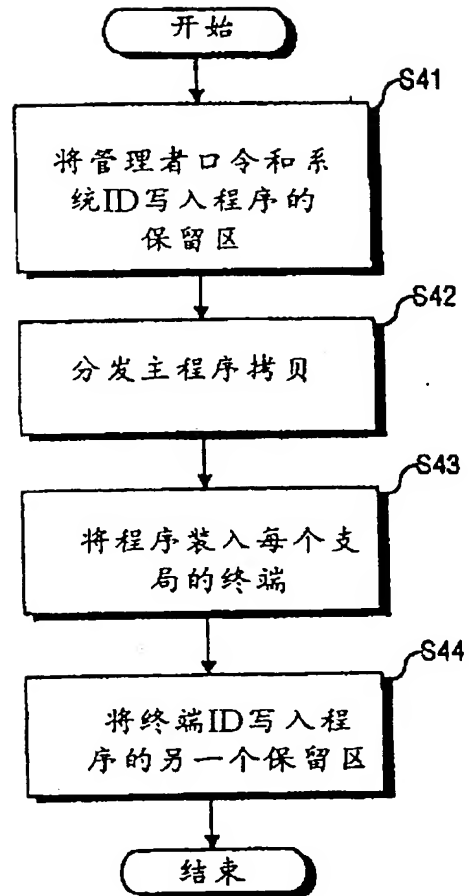 开始
S41
将管理者口令和系
统ID写入程序的
保留区
S42
分发主程序拷贝
S43
将程序装入每个支
局的终端
S44
将终端ID写入程
序的另一个保留区
结束